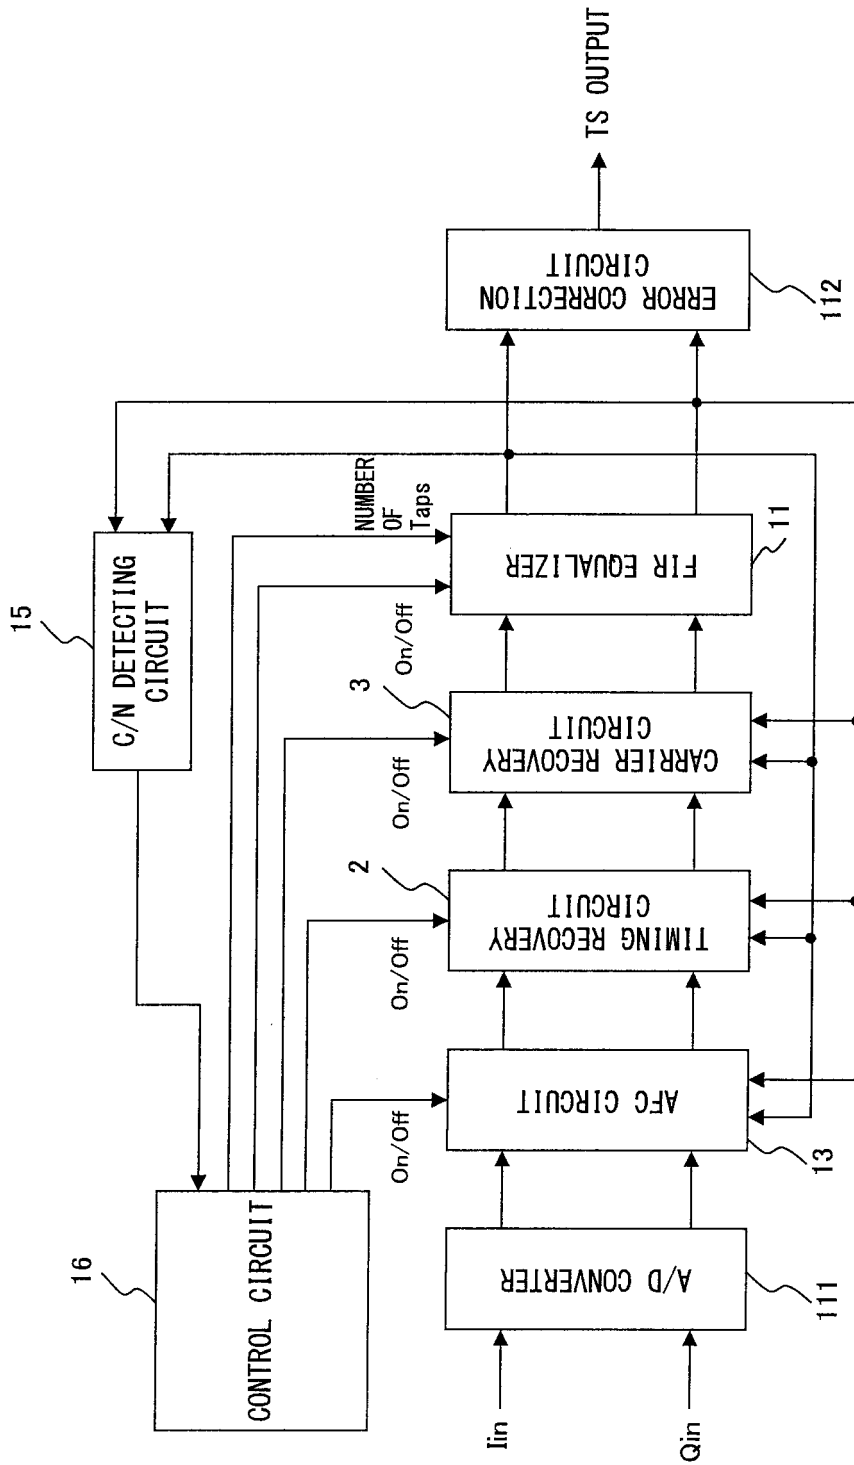 16
CONTROL CIRCUIT
15
C/N DETECTING
CIRCUIT
Iin
Qin
A/D CONVERTER
111
On/Off
AFC CIRCUIT
13
On/Off
2
TIMING RECOVERY
CIRCUIT
On/Off
3
CARRIER RECOVERY
CIRCUIT
On/Off
NUMBER
OF
Taps
FIR EQUALIZER
11
ERROR CORRECTION
CIRCUIT
112
TS OUTPUT